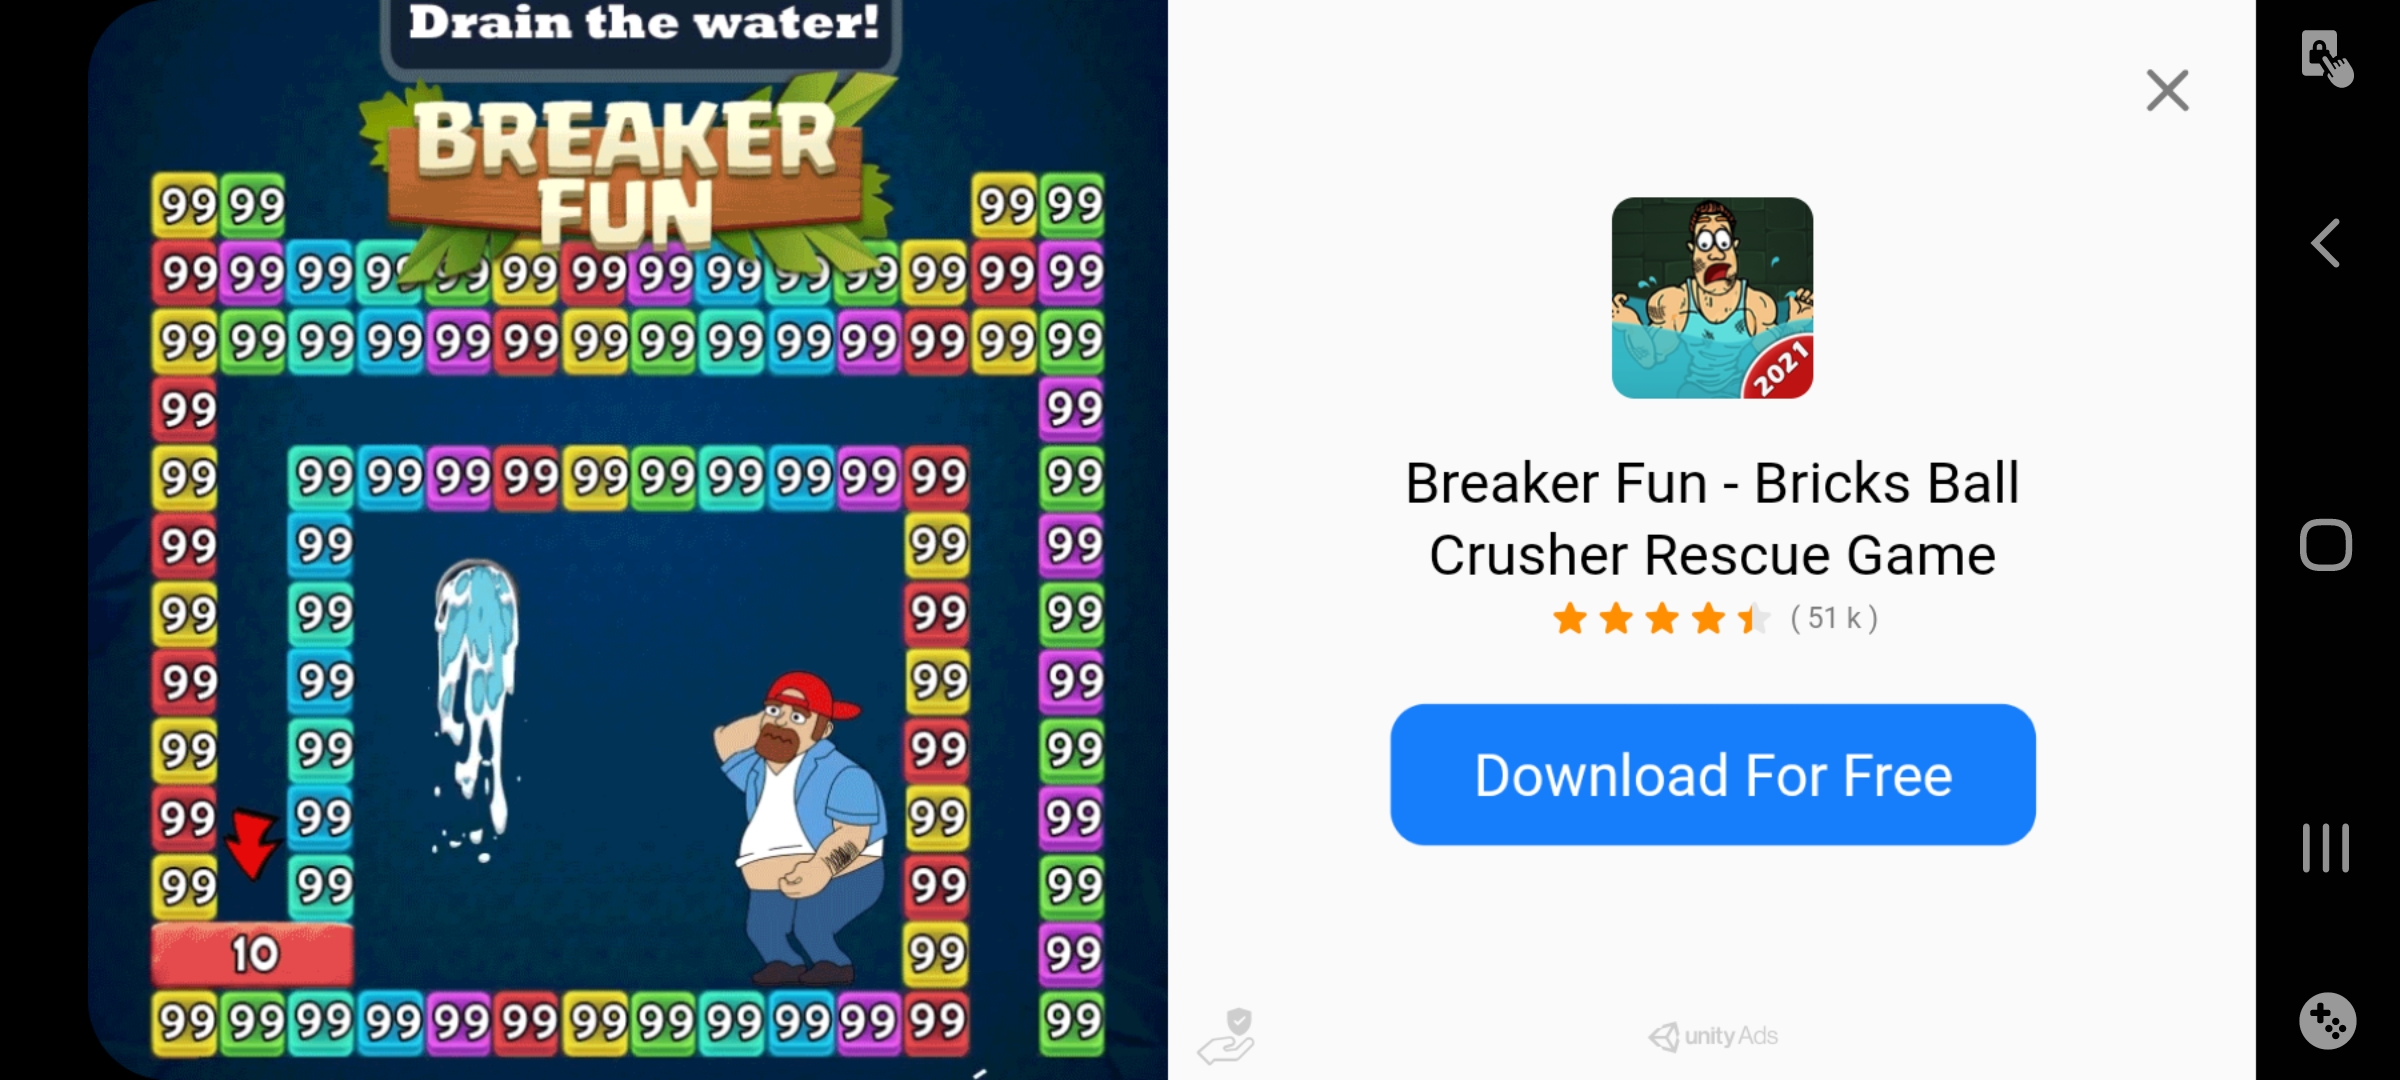 Drain the water!
BREAKER
FUN
99 99 99 99
99 99 99 99 99 99 99 99 99 99 99 99 99 99
99 99 99 99 99 99 99 99 99 99 99 99 99 99
99 99
99 99 99 99 99 99 99 99 99 99 99 99
99 99 99 99
99 99 99 99
99 99 99 99
99 99 99 99
99 99 99 99
99 99 99 99
10 99 99
99 99 99 99 99 99 99 99 99 99 99 99 99
2021
Breaker Fun - Bricks Ball
Crusher Rescue Game
( 51 k )
Download For Free
unity Ads